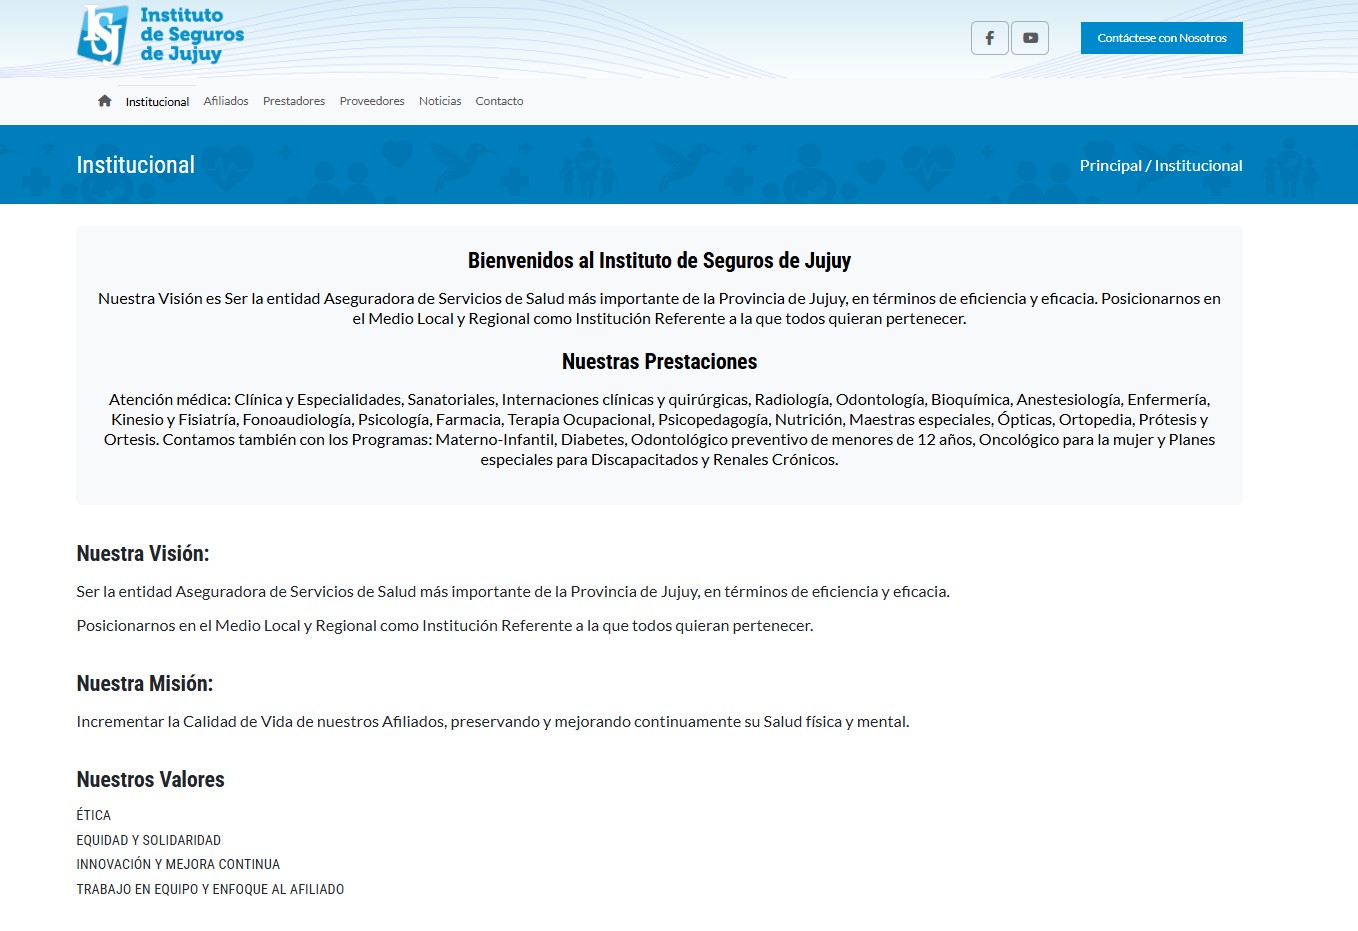 ISJ
Instituto
de Seguros
de Jujuy
Contáctese con Nosotros
Institucional Afiliados Prestadores Proveedores Noticias Contacto
Institucional
Principal / Institucional
Bienvenidos al Instituto de Seguros de Jujuy
Nuestra Visión es Ser la entidad Aseguradora de Servicios de Salud más importante de la Provincia de Jujuy, en términos de eficiencia y eficacia. Posicionarnos en
el Medio Local y Regional como Institución Referente a la que todos quieran pertenecer.
Nuestras Prestaciones
Atención médica: Clínica y Especialidades, Sanatoriales, Internaciones clínicas y quirúrgicas, Radiología, Odontología, Bioquímica, Anestesiología, Enfermería,
Kinesio y Fisiatría, Fonoaudiología, Psicología, Farmacia, Terapia Ocupacional, Psicopedagogía, Nutrición, Maestras especiales, Ópticas, Ortopedia, Prótesis y
Ortesis. Contamos también con los Programas: Materno-Infantil, Diabetes, Odontológico preventivo de menores de 12 años, Oncológico para la mujer y Planes
especiales para Discapacitados y Renales Crónicos.
Nuestra Visión:
Ser la entidad Aseguradora de Servicios de Salud más importante de la Provincia de Jujuy, en términos de eficiencia y eficacia.
Posicionarnos en el Medio Local y Regional como Institución Referente a la que todos quieran pertenecer.
Nuestra Misión:
Incrementar la Calidad de Vida de nuestros Afiliados, preservando y mejorando continuamente su Salud física y mental.
Nuestros Valores
ÉTICA
EQUIDAD Y SOLIDARIDAD
INNOVACIÓN Y MEJORA CONTINUA
TRABAJO EN EQUIPO Y ENFOQUE AL AFILIADO